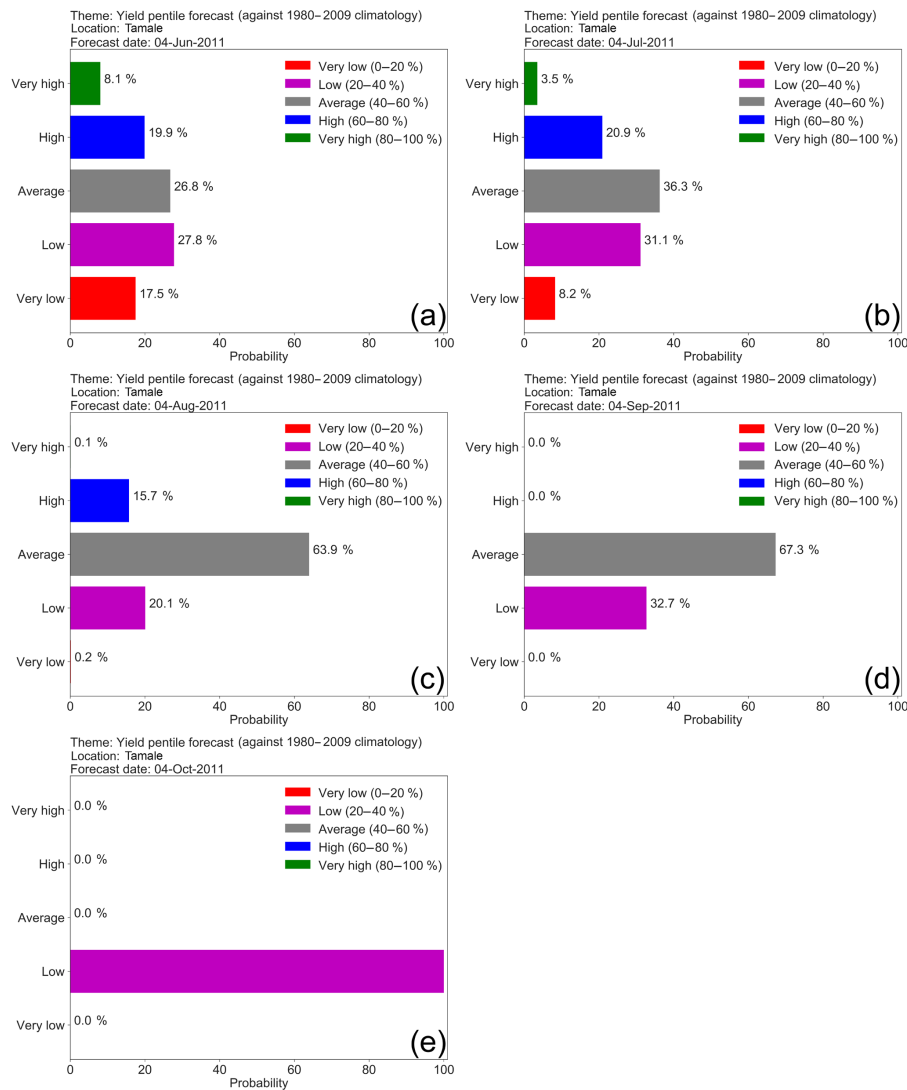 Theme: Yield pentile forecast (against 1980–2009 climatology)
Location: Tamale
Forecast date: 04-Jun-2011
Very low (0–20 %)
Low (20–40 %)
Average (40–60 %)
High (60–80 %)
Very high (80–100 %)
Very high
8.1 %
High
19.9 %
Average
26.8 %
Low
27.8 %
Very low
17.5 %
(a)
0 20 40 60 80 100
Probability
Theme: Yield pentile forecast (against 1980–2009 climatology)
Location: Tamale
Forecast date: 04-Jul-2011
Very low (0–20 %)
Low (20–40 %)
Average (40–60 %)
High (60–80 %)
Very high (80–100 %)
Very high
3.5 %
High
20.9 %
Average
36.3 %
Low
31.1 %
Very low
8.2 %
(b)
0 20 40 60 80 100
Probability
Theme: Yield pentile forecast (against 1980–2009 climatology)
Location: Tamale
Forecast date: 04-Aug-2011
Very low (0–20 %)
Low (20–40 %)
Average (40–60 %)
High (60–80 %)
Very high (80–100 %)
Very high
0.1 %
High
15.7 %
Average
63.9 %
Low
20.1 %
Very low
0.2 %
(c)
0 20 40 60 80 100
Probability
Theme: Yield pentile forecast (against 1980–2009 climatology)
Location: Tamale
Forecast date: 04-Sep-2011
Very low (0–20 %)
Low (20–40 %)
Average (40–60 %)
High (60–80 %)
Very high (80–100 %)
Very high
0.0 %
High
0.0 %
Average
67.3 %
Low
32.7 %
Very low
0.0 %
(d)
0 20 40 60 80 100
Probability
Theme: Yield pentile forecast (against 1980–2009 climatology)
Location: Tamale
Forecast date: 04-Oct-2011
Very low (0–20 %)
Low (20–40 %)
Average (40–60 %)
High (60–80 %)
Very high (80–100 %)
Very high
0.0 %
High
0.0 %
Average
0.0 %
Low
Very low
0.0 %
(e)
0 20 40 60 80 100
Probability